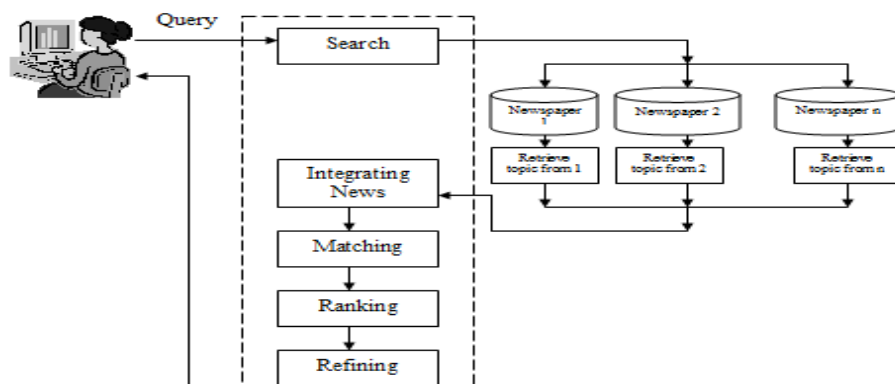 Query
Search
Newspaper
1
Newspaper 2
Newspaper n
Retrieve
topic from 1
Retrieve
topic from 2
Retrieve
topic from n
Integrating
News
Matching
Ranking
Refining